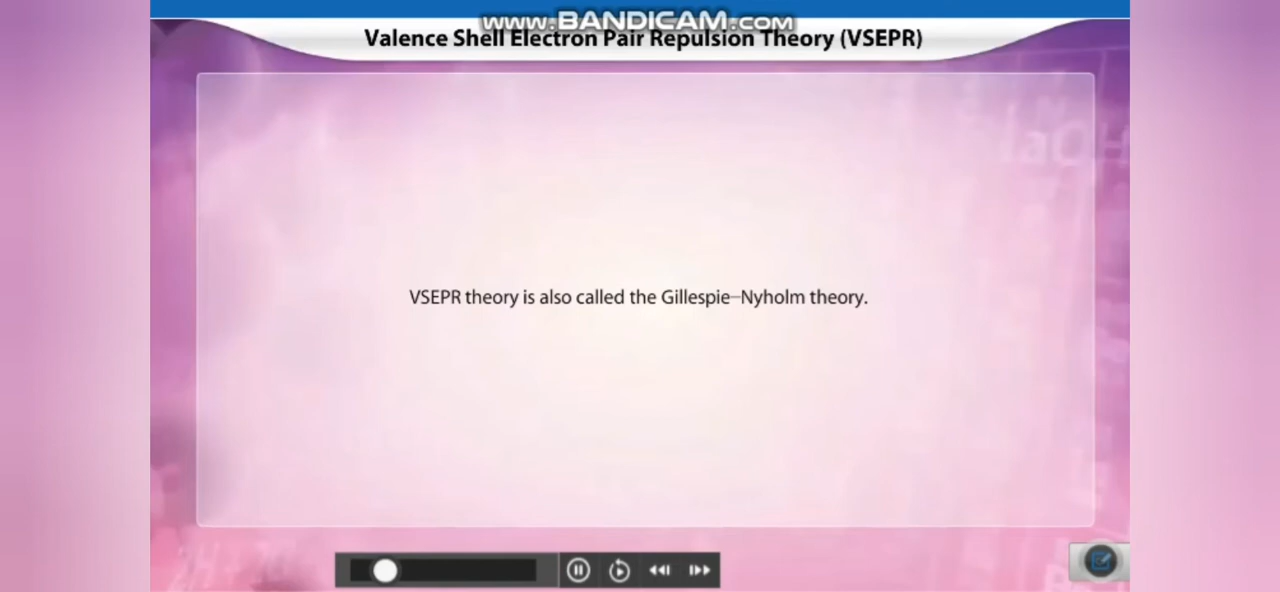 www.BANDICAM.com
Valence Shell Electron Pair Repulsion Theory (VSEPR)
VSEPR theory is also called the Gillespie–Nyholm theory.